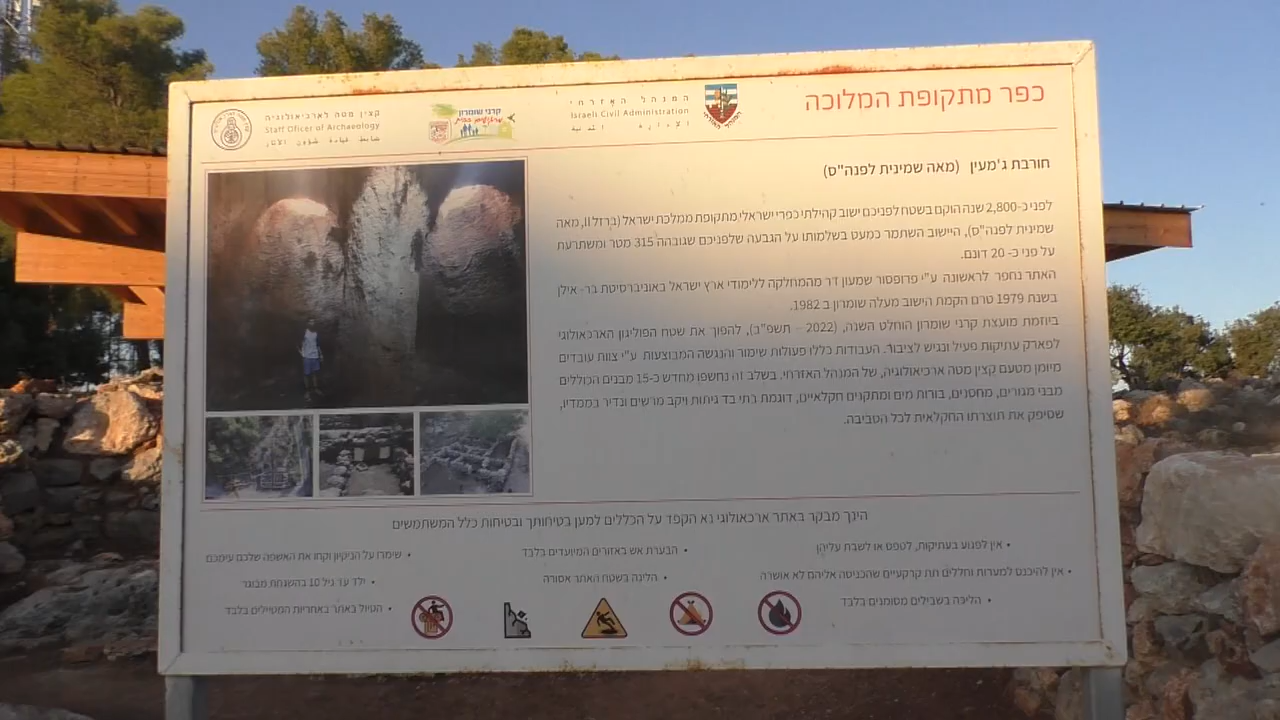 כפר מתקופת המלוכה
המנהל האזרחי
Israeli Civil Administration
קרני שומרון
קצין מטה לארכיאולוגיה
Staff Oficer of Archaeology
חורבת ג'מעין (מאה שמינית לפנה"ס)
לפני כ-2,800 שנה הוקם בשטח לפניכם ישוב קהילתי כפרי ישראלי מתקופת ממלכת ישראל (ברזל II, מאה
שמינית לפנה"ס), היישוב השתמר כמעט בשלמותו על הגבעה שלפניכם שגובהה 315 מטר ומשתרעת
על פני כ- 20 דונם.
האתר נחפר לראשונה ע"י פרופסור שמעון דר מהמחלקה ללימודי ארץ ישראל באוניברסיטת בר- אילן
בשנת 1979 טרם הקמת הישוב מעלה שומרון ב 1982.
ביוזמת מועצת קרני שומרון הוחלט השנה, (2022 – תשפ"ב), להפוך את שטח הפוליגון הארכאולוגי
לפארק עתיקות פעיל ונגיש לציבור. העבודות כללו פעולות שימור והנגשה המבוצעות ע"י צוות עובדים
מיומן מטעם קצין מטה ארכיאולוגיה, של המנהל האזרחי. בשלב זה נחשפו מחדש כ-15 מבנים הכוללים
מבני מגורים, מחסנים, בורות מים ומתקנים חקלאיים, דוגמת בתי בד גיתות ויקב מרשים ונדיר בממדיו,
שסיפק את תוצרתו החקלאית לכל הסביבה.
הינך מבקר באתר ארכאולוגי נא הקפד על הכללים למען בטיחותך ובטיחות כלל המשתמשים
• אין לפגוע בעתיקות, לטפס או לשבת עליהן
• אין להיכנס למערות וחללים תת קרקעיים שהכניסה אליהם לא אושרה
• הליכה בשבילים מסומנים בלבד
• הבערת אש באזורים המיועדים בלבד
• הלינה בשטח האתר אסורה
• שימרו על הניקיון וקחו את האשפה שלכם עימכם
• ילד עד גיל 10 בהשגחת מבוגר
• הטיול באתר באחריות המטיילים בלבד